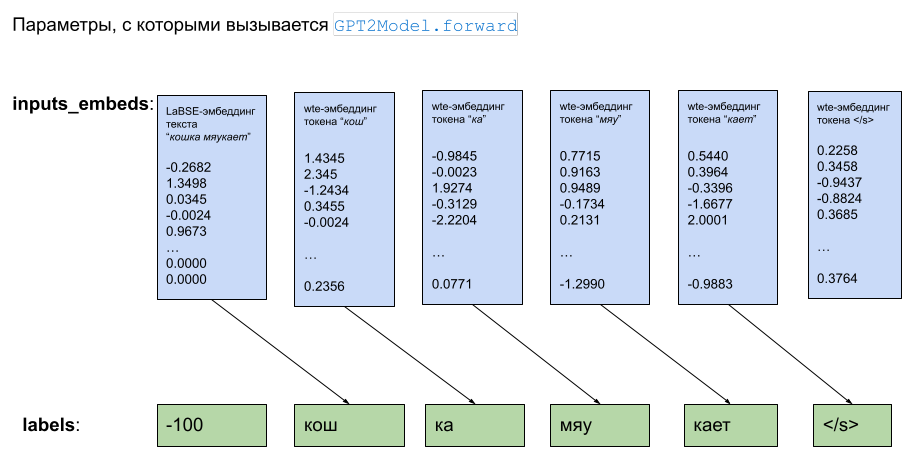 Параметры, с которыми вызывается GPT2Model.forward
inputs_embeds:
LaBSE-эмбеддинг
текста
“кошка мяукает”
-0.2682
1.3498
0.0345
-0.0024
0.9673
…
0.0000
0.0000
wte-эмбеддинг
токена “кош”
1.4345
2.345
-1.2434
0.3455
-0.0024
…
0.2356
wte-эмбеддинг
токена “ка”
-0.9845
-0.0023
1.9274
-0.3129
-2.2204
…
0.0771
wte-эмбеддинг
токена “мяу”
0.7715
0.9163
0.9489
-0.1734
0.2131
…
-1.2990
wte-эмбеддинг
токена “кает”
0.5440
0.3964
-0.3396
-1.6677
2.0001
…
-0.9883
wte-эмбеддинг
токена </s>
0.2258
0.3458
-0.9437
-0.8824
0.3685
…
0.3764
labels:
-100
кош
ка
мяу
кает
</s>